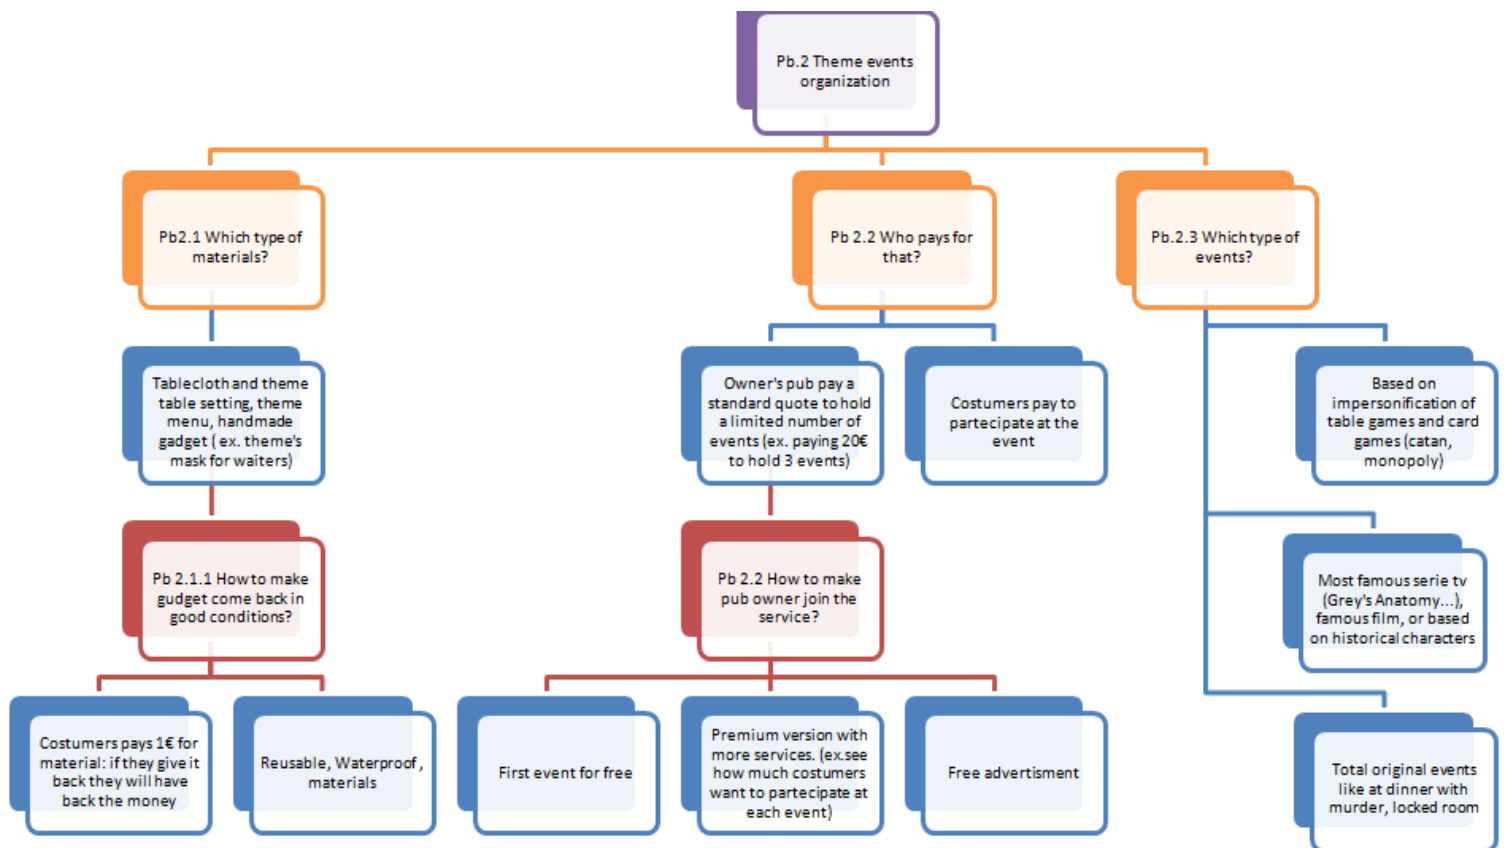 Pb.2 Theme events
organization
Pb2.1 Which type of
materials?
Pb 2.2 Who pays for
that?
Pb.2.3 Which type of
events?
Tablecloth and theme
table setting, theme
menu, handmade
gadget ( ex. theme's
mask for waiters)
Owner's pub pay a
standard quote to hold
a limited number of
events (ex. paying 20€
to hold 3 events)
Costumers pay to
partecipate at the
event
Based on
impersonification of
table games and card
games (catan,
monopoly)
Pb 2.1.1 How to make
gudget come back in
good conditions?
Pb 2.2 How to make
pub owner join the
service?
Most famous serie tv
(Grey's Anatomy...),
famous film, or based
on historical characters
Costumers pays 1€ for
material: if they give it
back they will have
back the money
Reusable, Waterproof,
materials
First event for free
Premium version with
more services. (ex.see
how much costumers
want to partecipate at
each event)
Free advertisment
Total original events
like at dinner with
murder, locked room